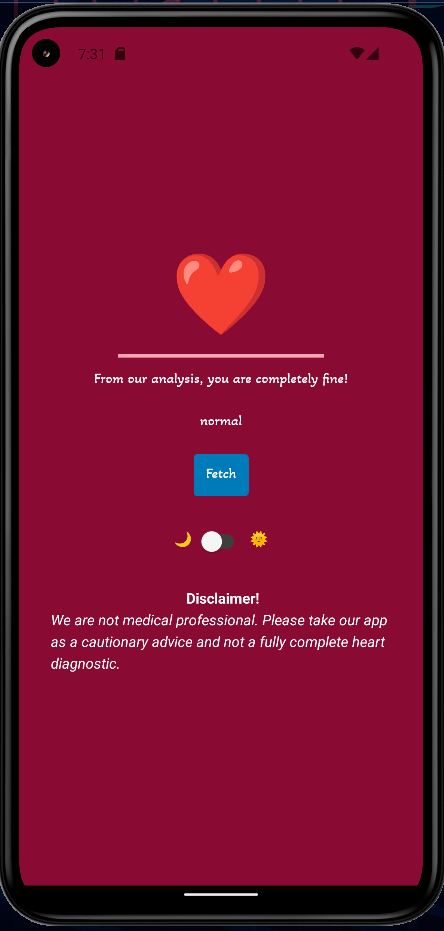 7:31
From our analysis, you are completely fine!
normal
Fetch
Disclaimer!
We are not medical professional. Please take our app
as a cautionary advice and not a fully complete heart
diagnostic.